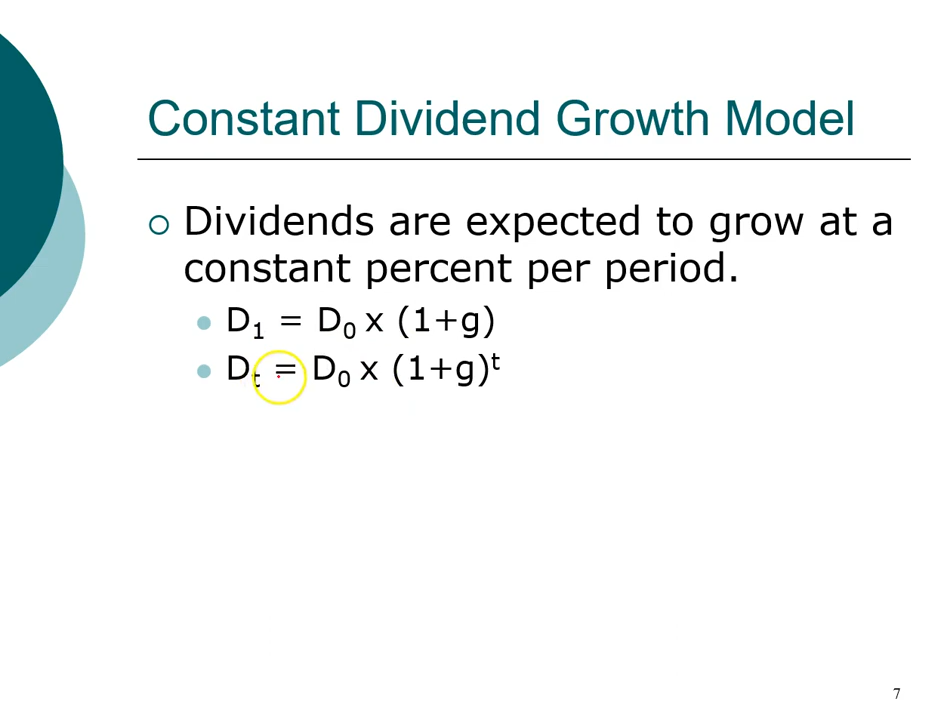 Constant Dividend Growth Model
Dividends are expected to grow at a
constant percent per period.
D₁ = D₀ x (1+g)
Dₜ = D₀ x (1+g)ᵗ
7